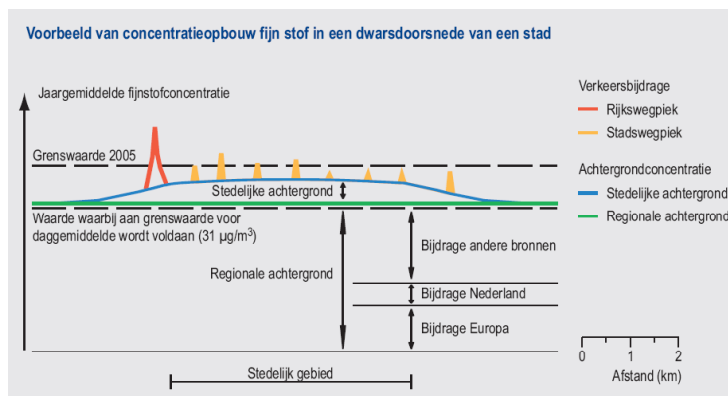 Voorbeeld van concentratieopbouw fijn stof in een dwarsdoorsnede van een stad
Jaargemiddelde fijnstofconcentratie
Verkeersbijdrage
Rijkswegpiek
Stadswegpiek
Grenswaarde 2005
Achtergrondconcentratie
Stedelijke achtergrond
Stedelijke achtergrond
Regionale achtergrond
Waarde waarbij aan grenswaarde voor
daggemiddelde wordt voldaan (31 µg/m³)
Bijdrage andere bronnen
Regionale achtergrond
Bijdrage Nederland
Bijdrage Europa
0 1 2
Afstand (km)
Stedelijk gebied